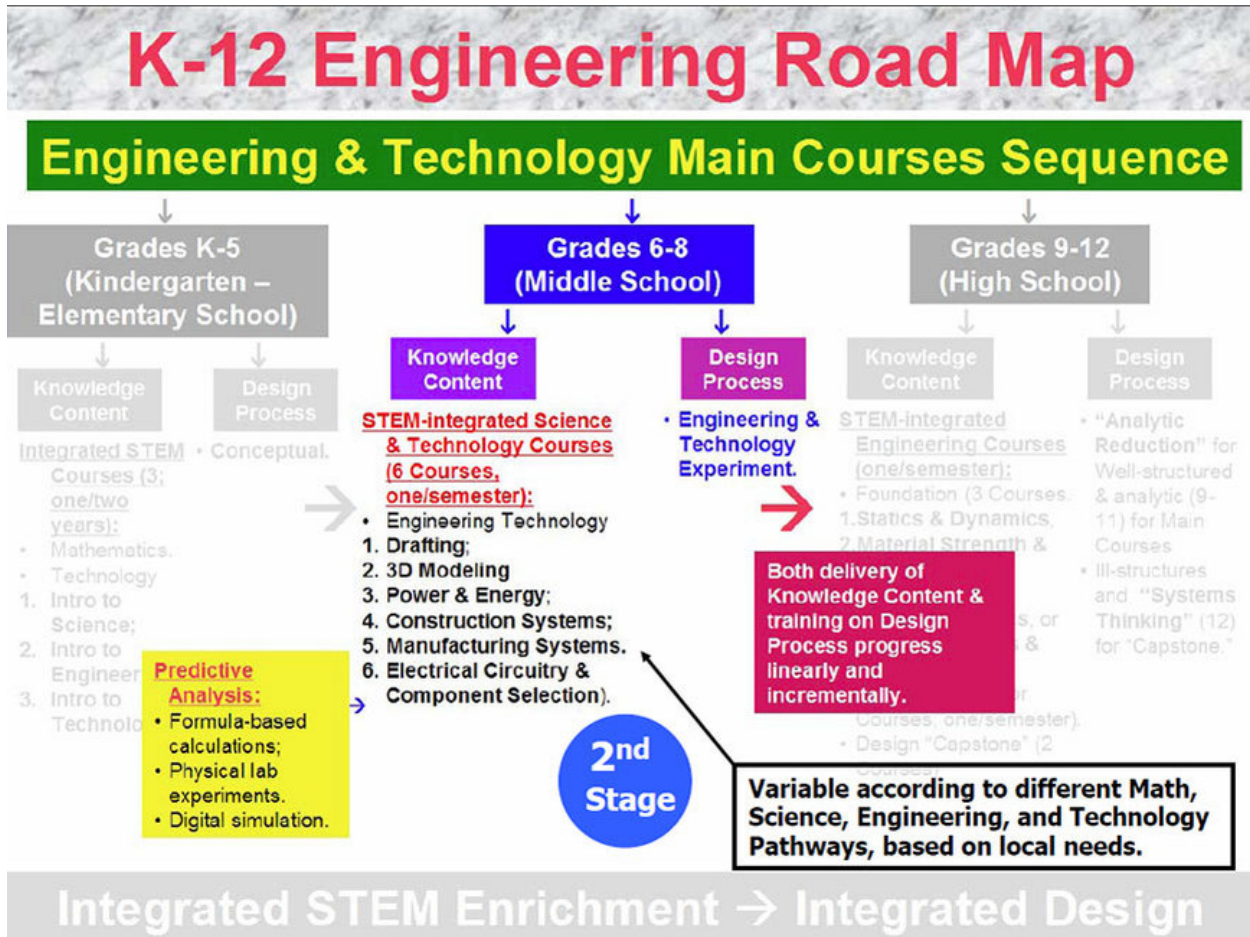 K-12 Engineering Road Map
Engineering & Technology Main Courses Sequence
Grades K-5
(Kindergarten –
Elementary School)
Knowledge
Content
Design
Process
Integrated STEM
Courses (3;
one/two
years):
• Mathematics.
• Technology
1. Intro to
Science;
2. Intro to
Engineer
3. Intro to
Technolo
• Conceptual.
Predictive
Analysis:
• Formula-based
calculations;
• Physical lab
experiments.
• Digital simulation.
Grades 6-8
(Middle School)
Knowledge
Content
Design
Process
STEM-integrated Science
& Technology Courses
(6 Courses,
one/semester):
• Engineering Technology
1. Drafting;
2. 3D Modeling
3. Power & Energy;
4. Construction Systems;
5. Manufacturing Systems.
6. Electrical Circuitry &
Component Selection).
• Engineering &
Technology
Experiment.
2nd
Stage
Grades 9-12
(High School)
Knowledge
Content
Design
Process
STEM-integrated
Engineering Courses
(one/semester):
• Foundation (3 Courses.
1. Statics & Dynamics,
2. Material Strength &
s, or
&
or
Courses, one/semester).
• Design "Capstone" (2
Courses)
• "Analytic
Reduction" for
Well-structured
& analytic (9-
11) for Main
Courses
• Ill-structures
and "Systems
Thinking" (12)
for "Capstone."
Both delivery of
Knowledge Content &
training on Design
Process progress
linearly and
incrementally.
Variable according to different Math,
Science, Engineering, and Technology
Pathways, based on local needs.
Integrated STEM Enrichment → Integrated Design